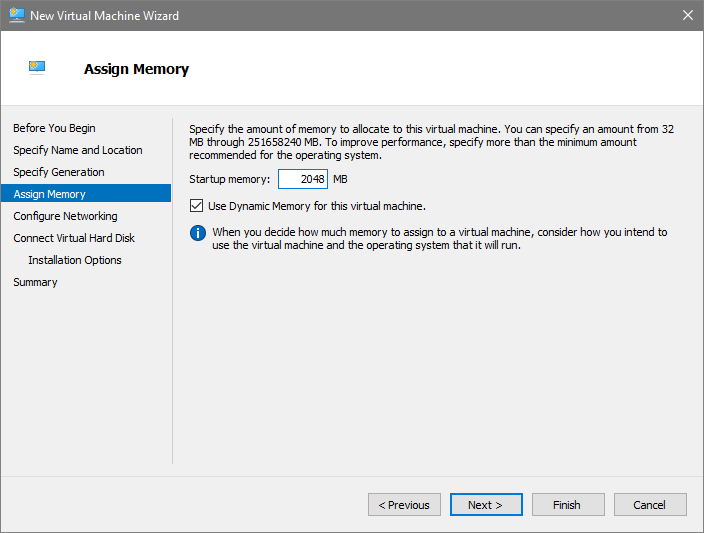 New Virtual Machine Wizard
Assign Memory
Before You Begin
Specify Name and Location
Specify Generation
Assign Memory
Configure Networking
Connect Virtual Hard Disk
Installation Options
Summary
Specify the amount of memory to allocate to this virtual machine. You can specify an amount from 32
MB through 251658240 MB. To improve performance, specify more than the minimum amount
recommended for the operating system.
Startup memory: 2048 MB
Use Dynamic Memory for this virtual machine.
When you decide how much memory to assign to a virtual machine, consider how you intend to
use the virtual machine and the operating system that it will run.
< Previous Next > Finish Cancel